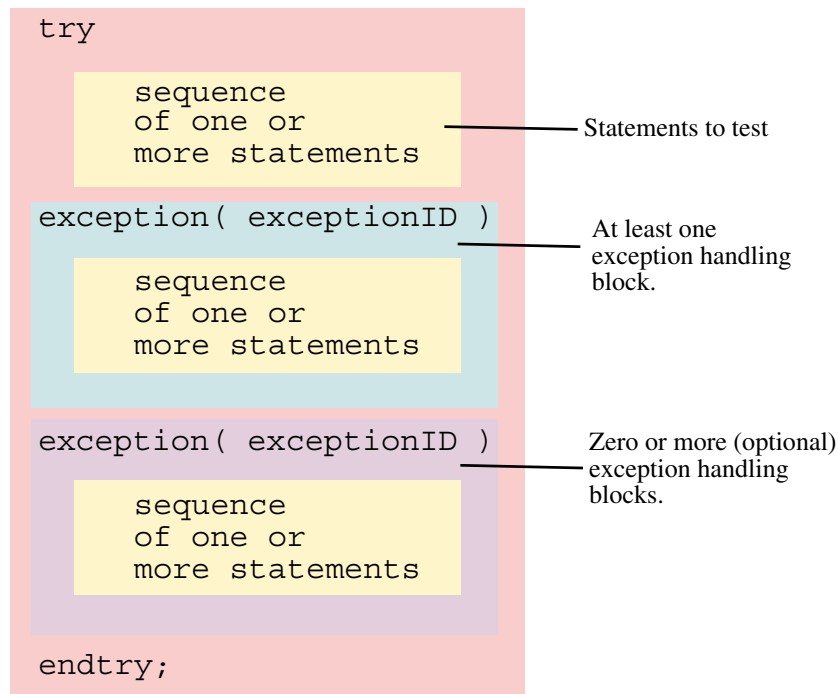 try
sequence
of one or
more statements
Statements to test
exception( exceptionID )
At least one
exception handling
block.
sequence
of one or
more statements
exception( exceptionID )
Zero or more (optional)
exception handling
blocks.
sequence
of one or
more statements
endtry;